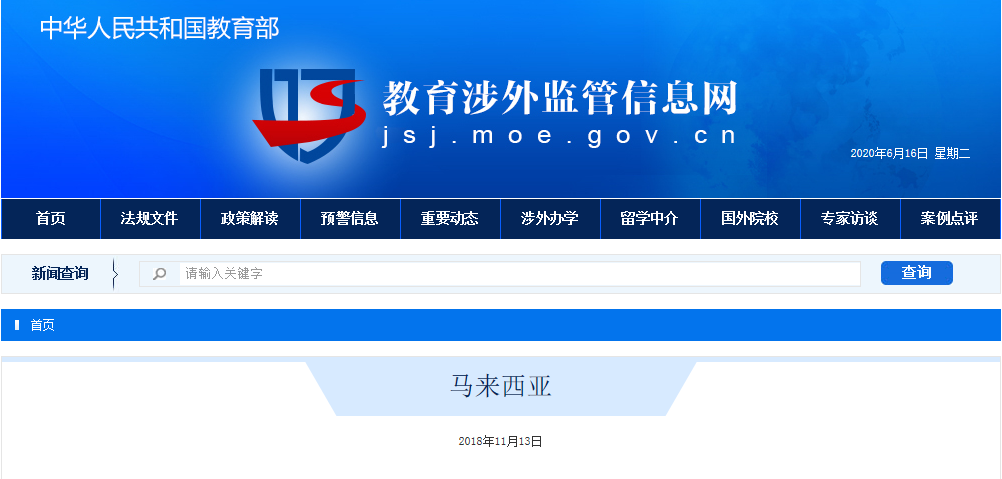 中华人民共和国教育部
教育涉外监管信息网
jsj.moe.gov.cn
2020年6月16日 星期二
首页 法规文件 政策解读 预警信息 重要动态 涉外办学 留学中介 国外院校 专家访谈 案例点评
新闻查询 请输入关键字 查询
首页
马来西亚
2018年11月13日